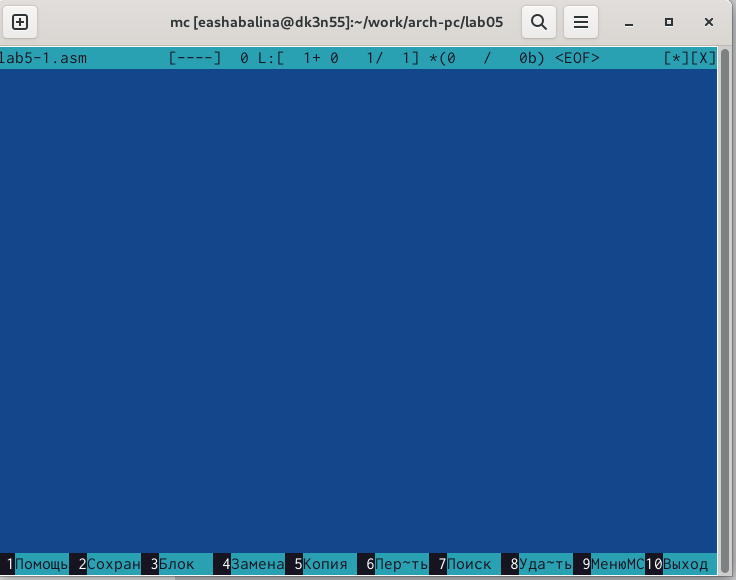 mc [eashabalina@dk3n55]:~/work/arch-pc/lab05
lab5-1.asm [----] 0 L:[ 1+ 0 1/ 1] *(0 / 0b) <EOF> [*][X]
1Помощь 2Сохран 3Блок 4Замена 5Копия 6Пер~ть 7Поиск 8Уда~ть 9МенюMC 10Выход